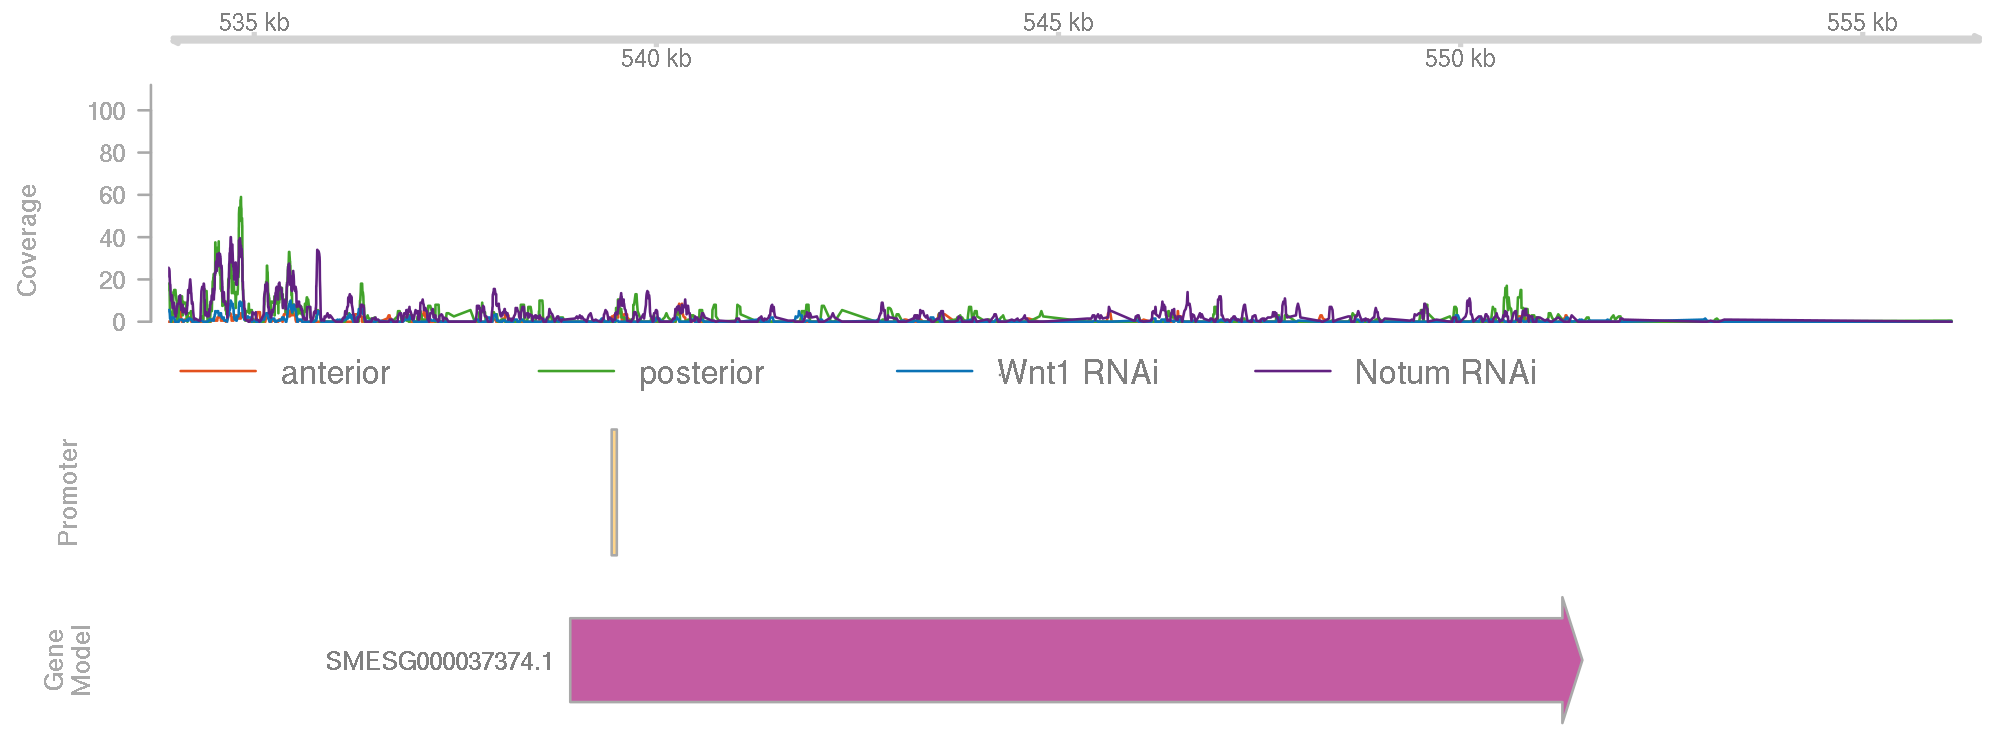 535 kb
545 kb
555 kb
540 kb
550 kb
Coverage
100
80
60
40
20
0
anterior
posterior
Wnt1 RNAi
Notum RNAi
Promoter
Gene
Model
SMESG000037374.1